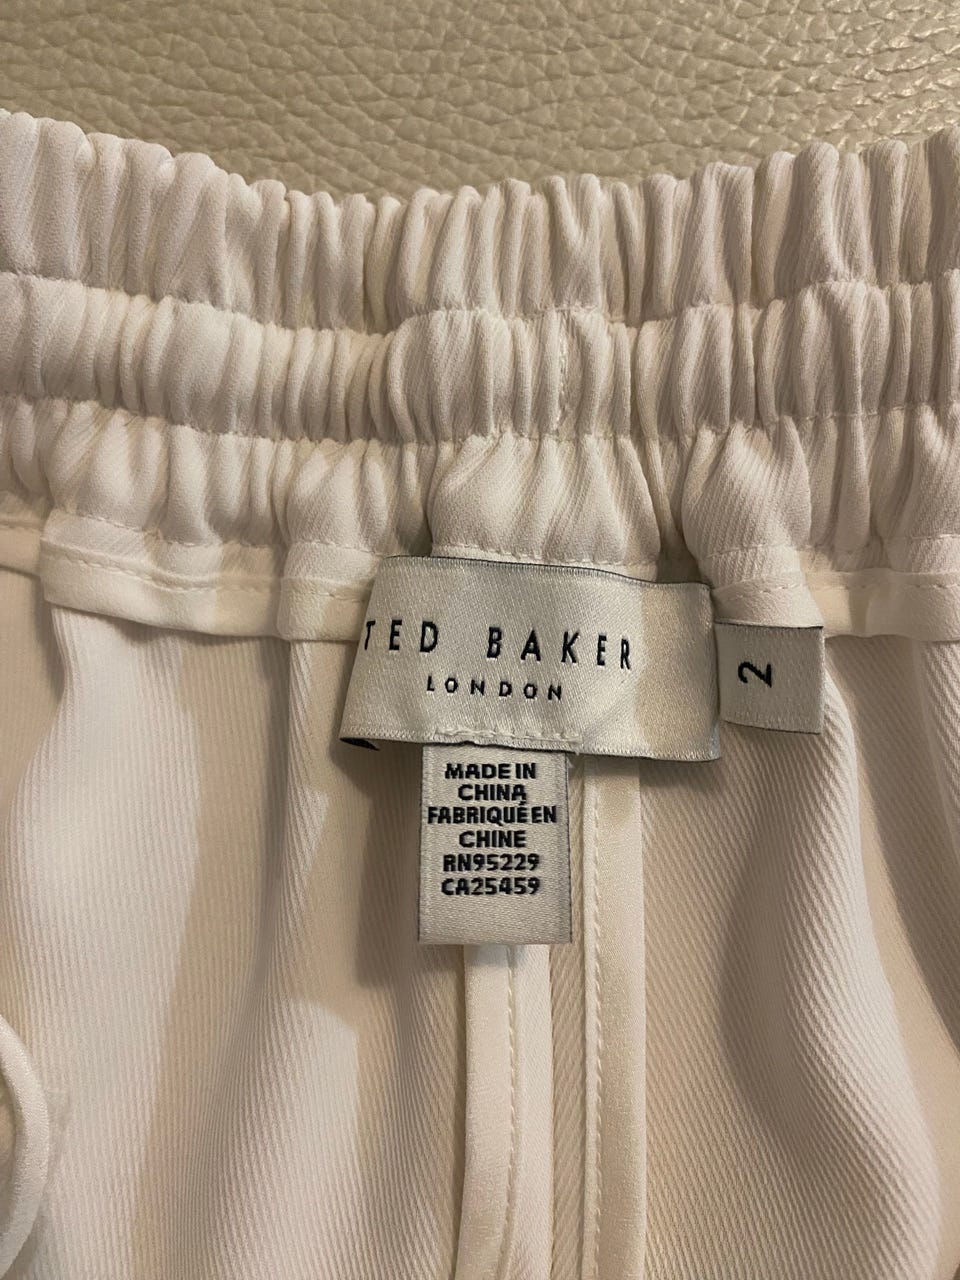 TED BAKER
LONDON
2
MADE IN
CHINA
FABRIQUÉ EN
CHINE
RN95229
CA25459